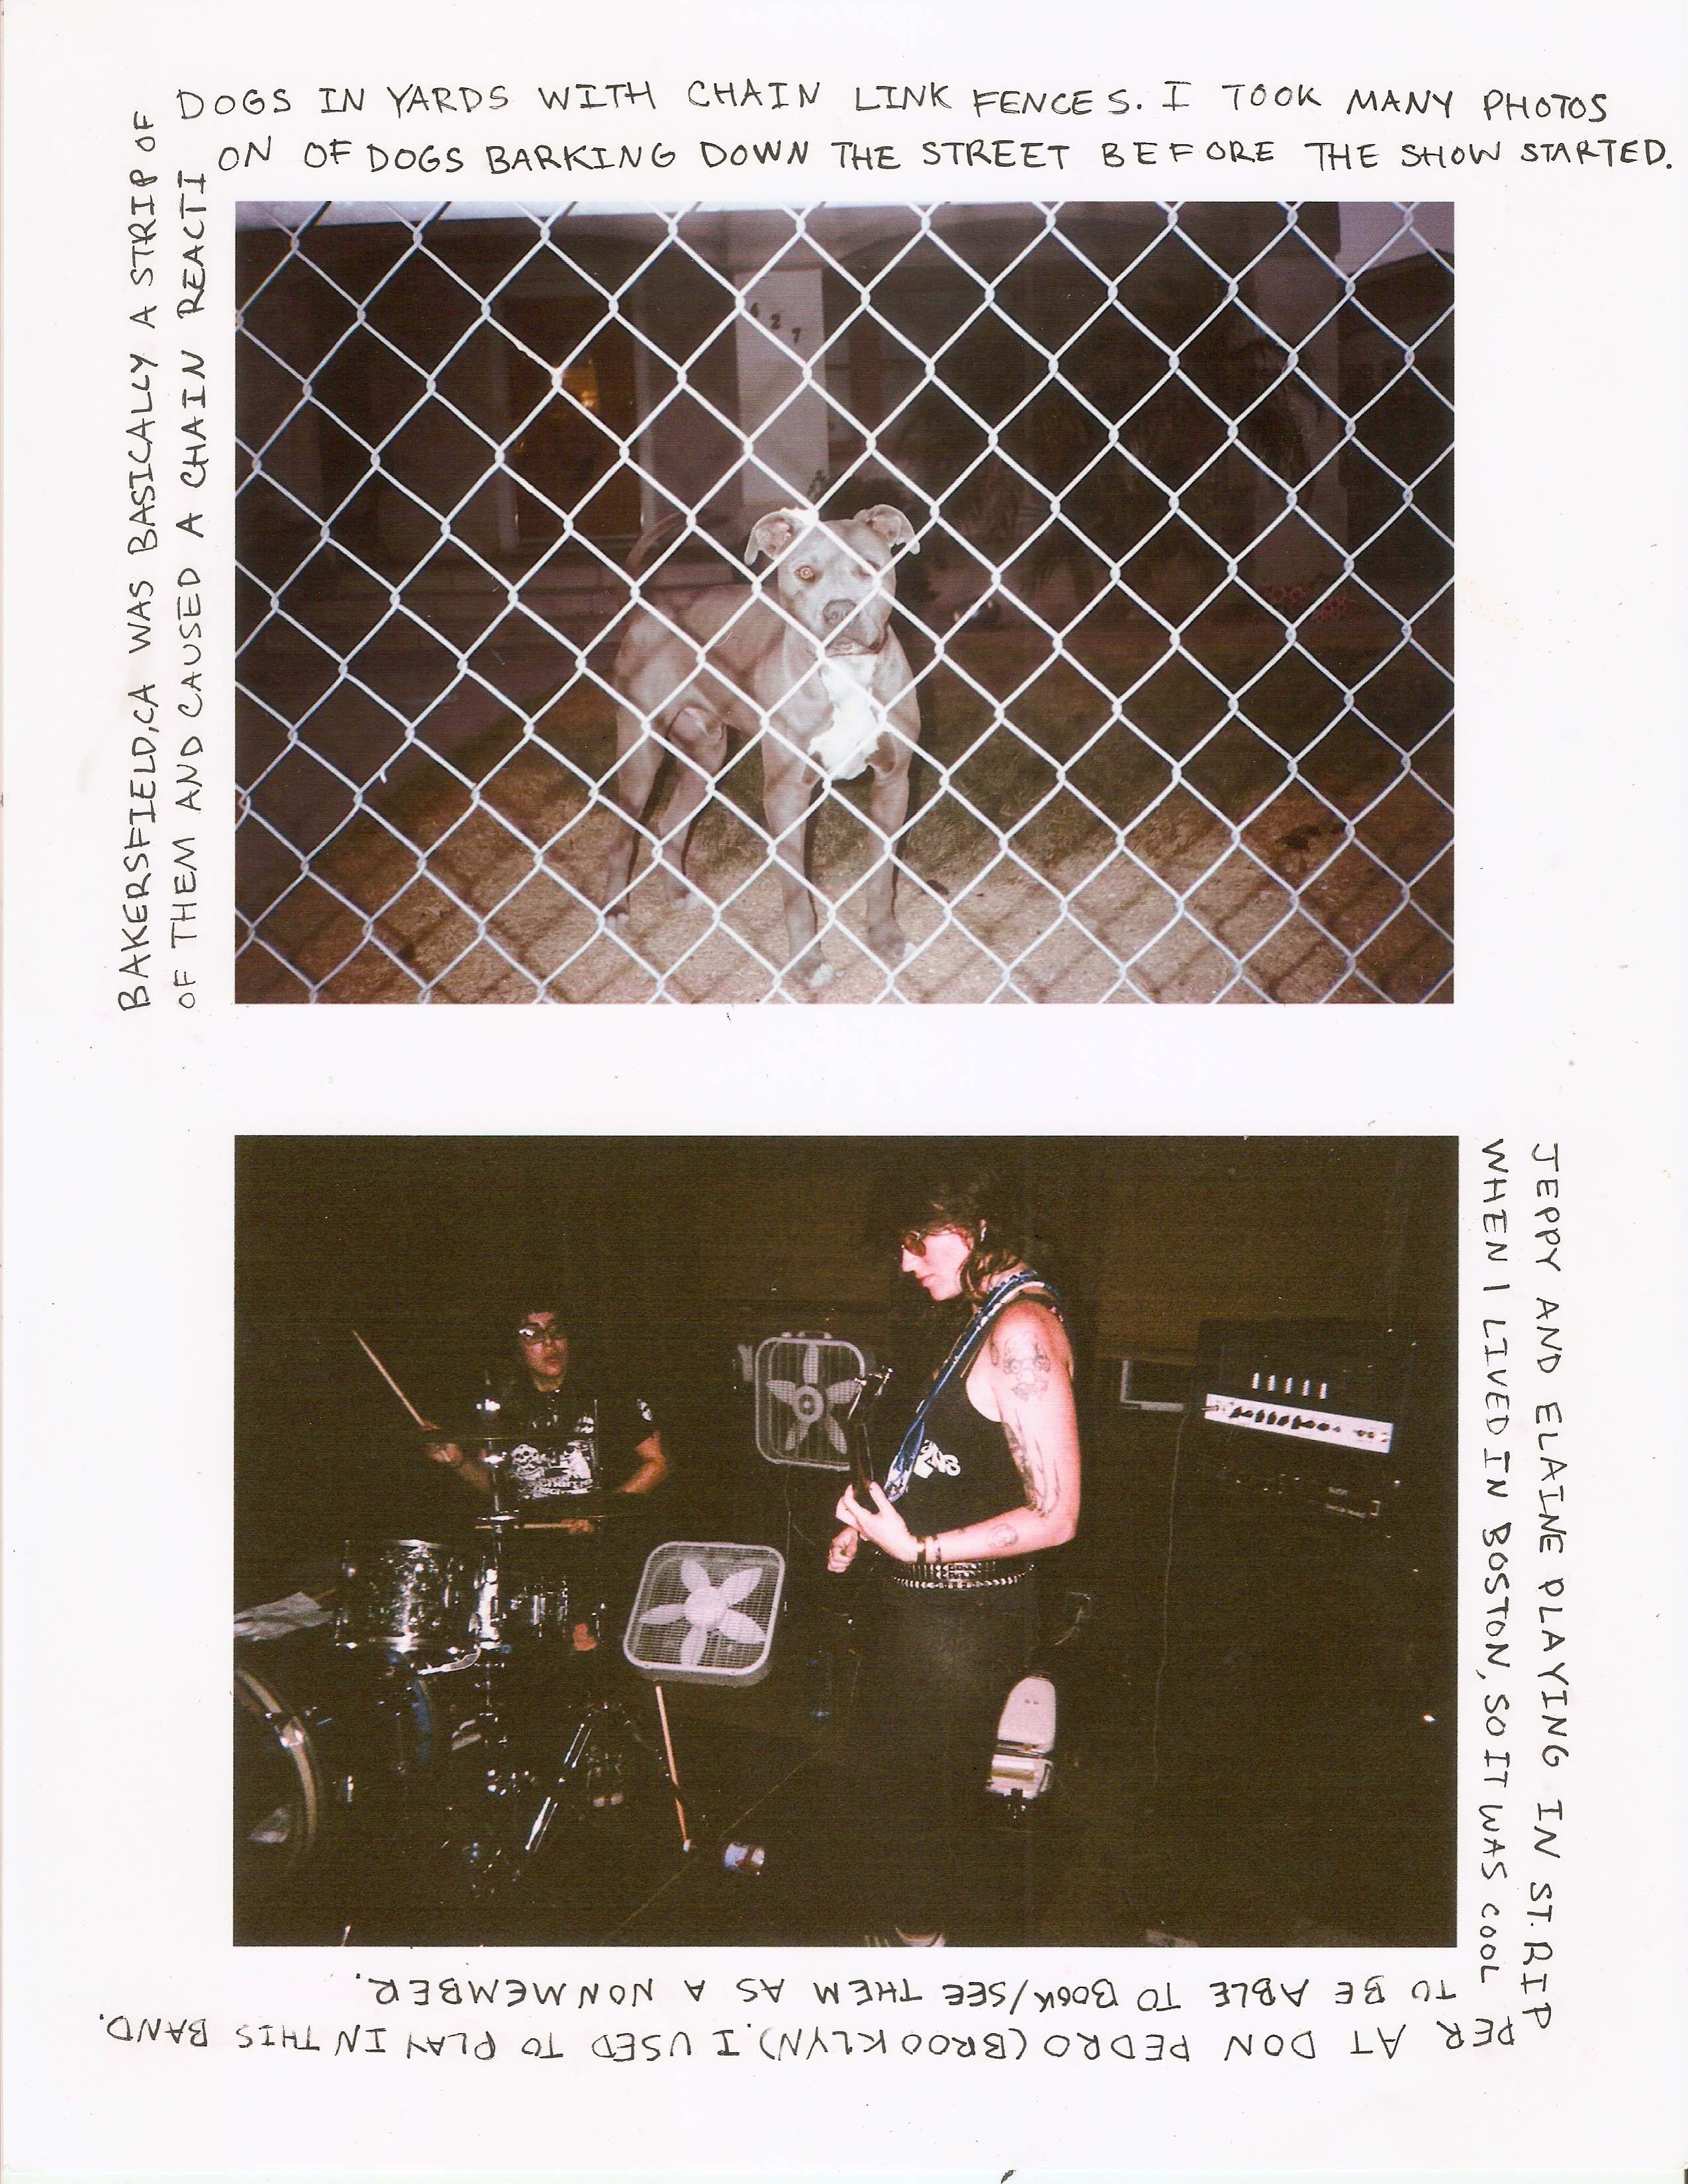 BAKERSFIELD,CA WAS BASICALLY A STRIP OF
DOGS IN YARDS WITH CHAIN LINK FENCES. I TOOK MANY PHOTOS
OF THEM AND CAUSED A CHAIN REACTI
ON OF DOGS BARKING DOWN THE STREET BEFORE THE SHOW STARTED.
JEPPY AND ELAINE PLAYING IN ST. RIP
PER AT DON PEDRO (BROOKLYN). I USED TO PLAY IN THIS BAND.
WHEN I LIVED IN BOSTON, SO IT WAS COOL
TO BE ABLE TO BOOK/SEE THEM AS A NONMEMBER.